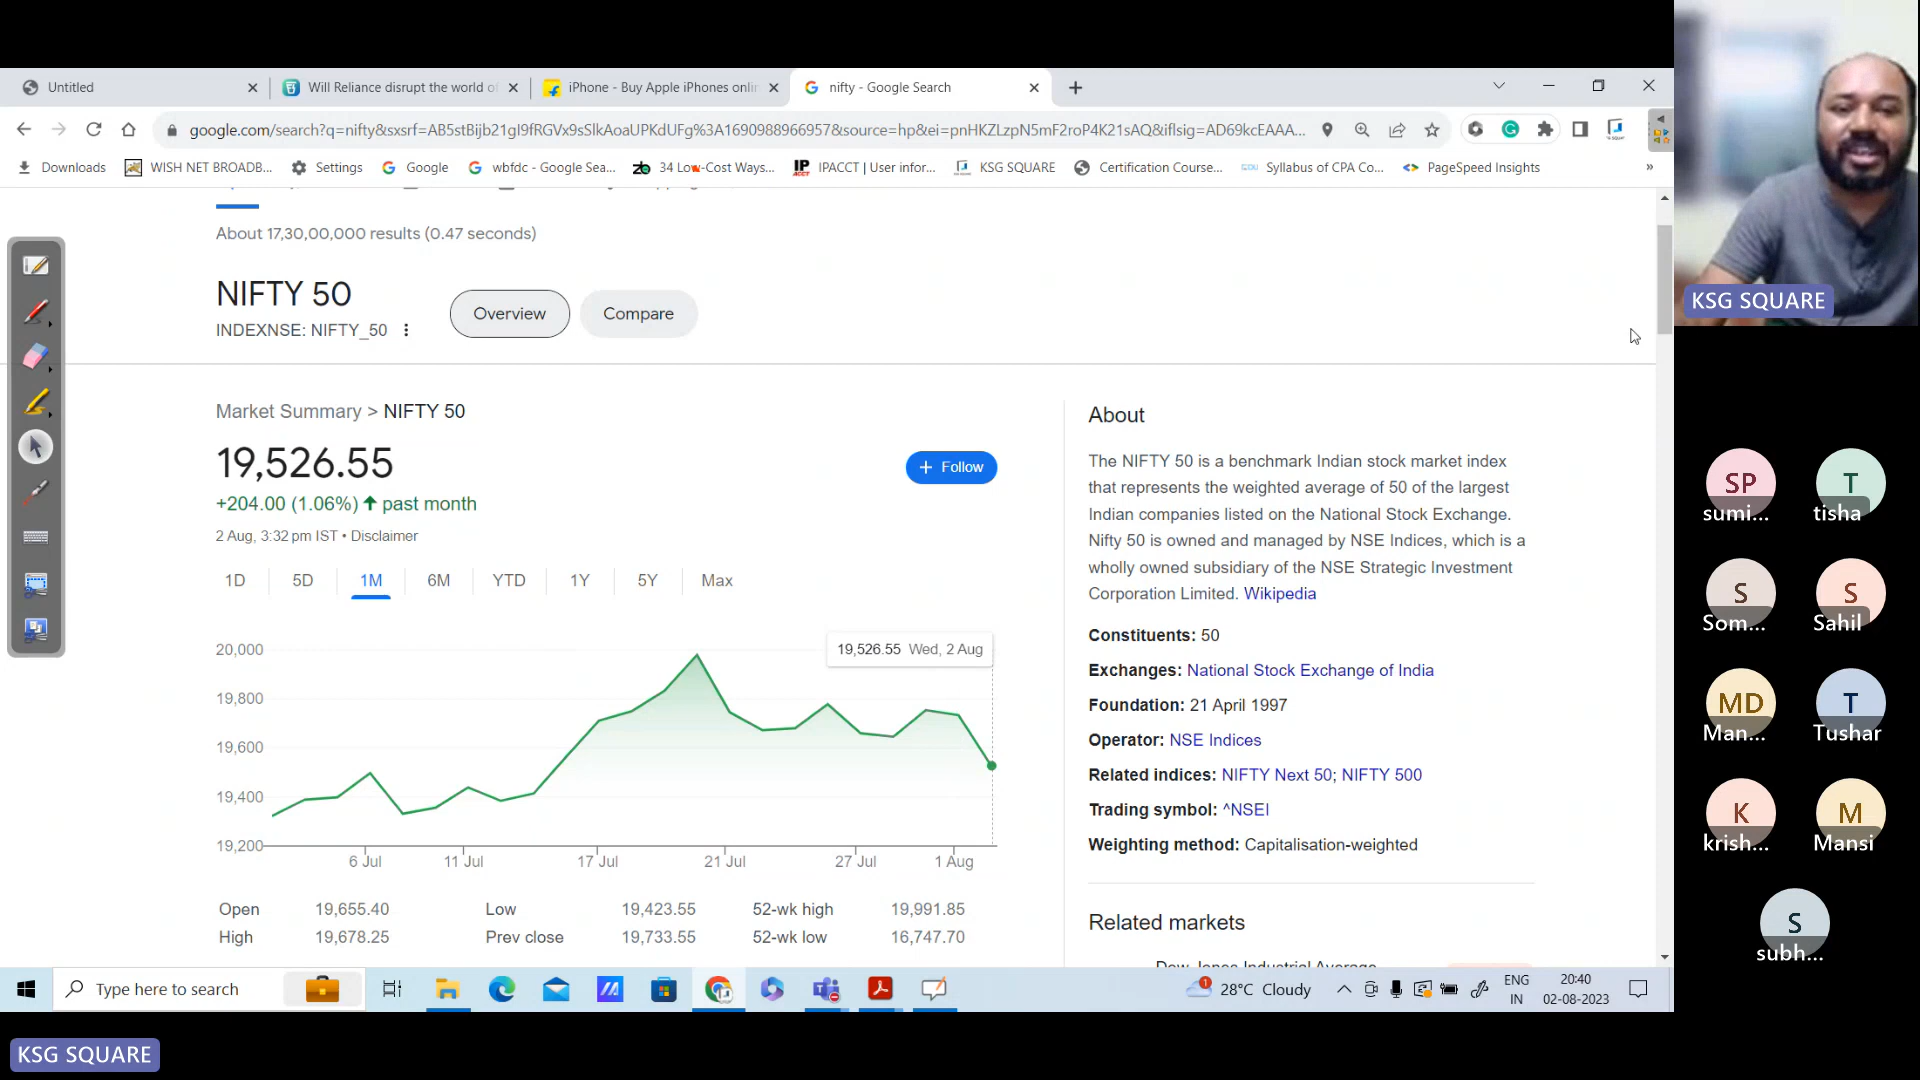 Untitled
Will Reliance disrupt the world of
iPhone - Buy Apple iPhones onlin
nifty - Google Search
google.com/search?q=nifty&sxsrf=AB5stBijb21gI9fRGVx9sSlkAoaUPKdUFg%3A1690988966957&source=hp&ei=pnHKZLzpN5mF2roP4K21sAQ&iflsig=AD69kcEAAA...
Downloads
WISH NET BROADB...
Settings
Google
wbfdc - Google Sea...
34 Low-Cost Ways...
IPACCT | User infor...
KSG SQUARE
Certification Course...
Syllabus of CPA Co...
PageSpeed Insights
»
About 17,30,00,000 results (0.47 seconds)
NIFTY 50
INDEXNSE: NIFTY_50
Overview
Compare
Market Summary > NIFTY 50
19,526.55
+204.00 (1.06%) past month
2 Aug, 3:32 pm IST • Disclaimer
+ Follow
1D 5D 1M 6M YTD 1Y 5Y Max
19,526.55 Wed, 2 Aug
20,000
19,800
19,600
19,400
19,200
6 Jul 11 Jul 17 Jul 21 Jul 27 Jul 1 Aug
Open 19,655.40 Low 19,423.55 52-wk high 19,991.85
High 19,678.25 Prev close 19,733.55 52-wk low 16,747.70
About
The NIFTY 50 is a benchmark Indian stock market index
that represents the weighted average of 50 of the largest
Indian companies listed on the National Stock Exchange.
Nifty 50 is owned and managed by NSE Indices, which is a
wholly owned subsidiary of the NSE Strategic Investment
Corporation Limited. Wikipedia
Constituents: 50
Exchanges: National Stock Exchange of India
Foundation: 21 April 1997
Operator: NSE Indices
Related indices: NIFTY Next 50; NIFTY 500
Trading symbol: ^NSEI
Weighting method: Capitalisation-weighted
Related markets
Dow Jones Industrial Average
Type here to search
28°C Cloudy
ENG
IN
20:40
02-08-2023
KSG SQUARE
KSG SQUARE
SP
sumi...
T
tisha
S
Som...
S
Sahil
MD
Man...
T
Tushar
K
krish...
M
Mansi
S
subh...